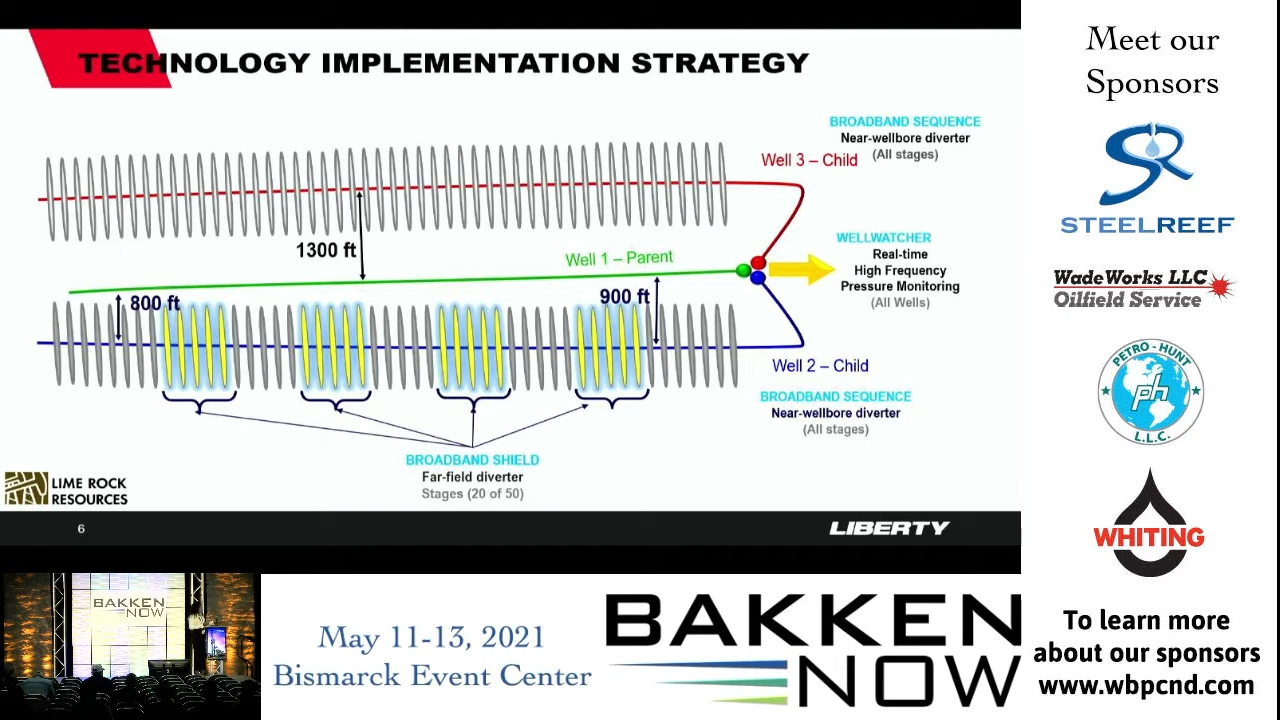 TECHNOLOGY IMPLEMENTATION STRATEGY
BROADBAND SEQUENCE
Near-wellbore diverter
(All stages)
Well 3 – Child
1300 ft
Well 1 – Parent
WELLWATCHER
Real-time
High Frequency
Pressure Monitoring
(All Wells)
800 ft
900 ft
Well 2 – Child
BROADBAND SEQUENCE
Near-wellbore diverter
(All stages)
BROADBAND SHIELD
Far-field diverter
Stages (20 of 50)
LIME ROCK
RESOURCES
6
LIBERTY
Meet our
Sponsors
SR
STEELREEF
WadeWorks LLC
Oilfield Service
PETRO-HUNT
ph
L.L.C.
WHITING
To learn more
about our sponsors
www.wbpcnd.com
BAKKEN
NOW
May 11-13, 2021
Bismarck Event Center
BAKKEN
NOW